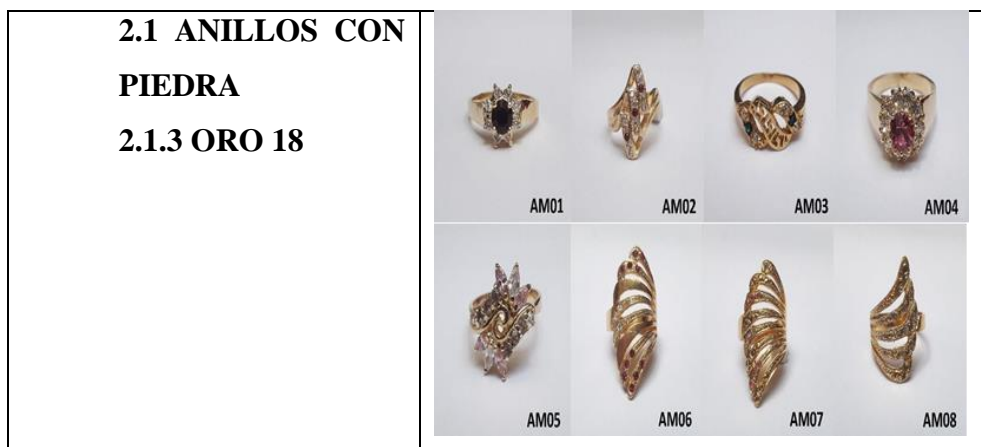 2.1 ANILLOS CON
PIEDRA
2.1.3 ORO 18
AM01 AM02 AM03 AM04
AM05 AM06 AM07 AM08